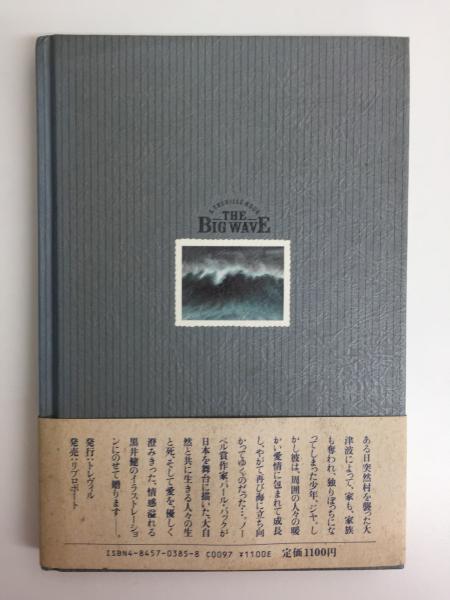 A TREVILLE BOOK
THE
BIG WAVE
ある日突然村を襲った大
津波によって、家も、家族
も奪われ、独りぼっちにな
ってしまった少年、ジヤ。し
かし彼は、周囲の人々の暖
かい愛情に包まれて成長
し、やがて再び海に立ち向
かってゆくのだった…。ノー
ベル賞作家パール・バックが
日本を舞台に描いた、大自
然と共に生きる人々の生
と死、そして愛を、優しく
澄みきった、情感溢れる
黒井健のイラストレーショ
ンにのせて贈ります——。
発行：トレヴィル
発売：リブロポート
ISBN4-8457-0385-8 C0097 ¥1100E 定価1100円